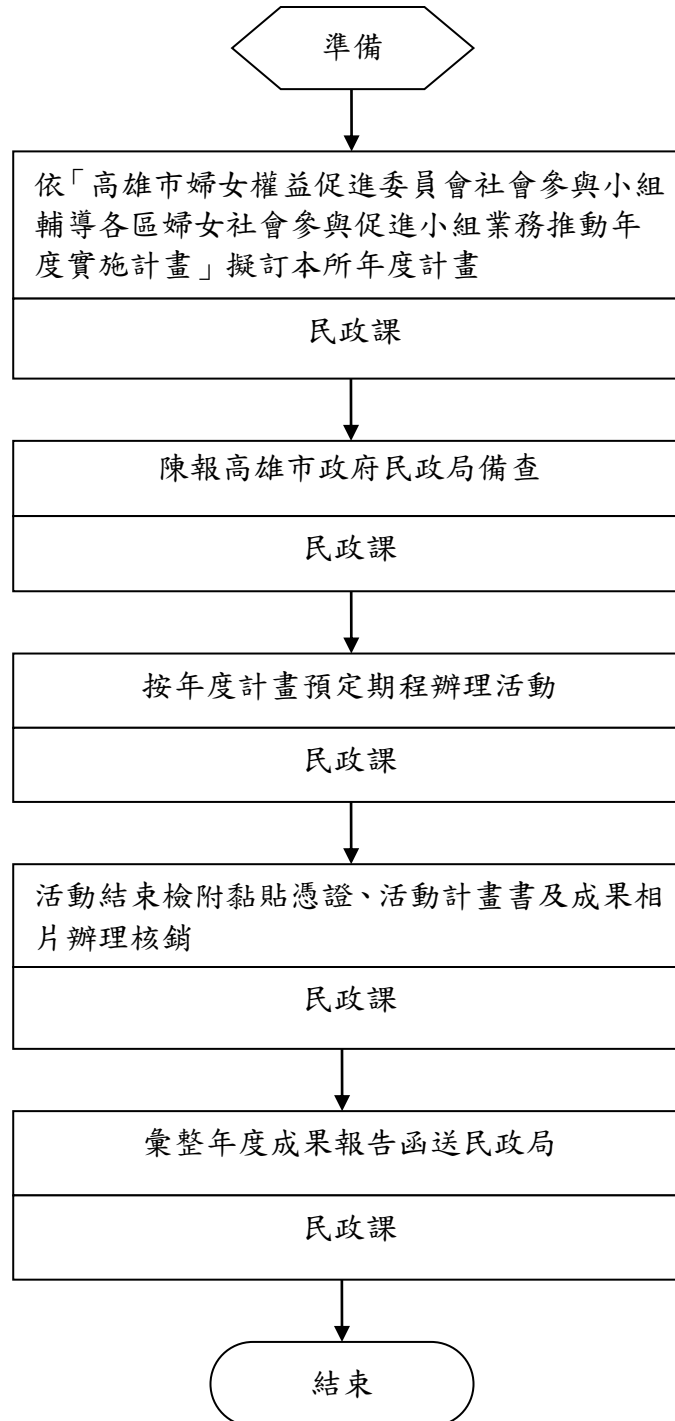 準備
依「高雄市婦女權益促進委員會社會參與小組
輔導各區婦女社會參與促進小組業務推動年
度實施計畫」擬訂本所年度計畫
民政課
陳報高雄市政府民政局備查
民政課
按年度計畫預定期程辦理活動
民政課
活動結束檢附黏貼憑證、活動計畫書及成果相
片辦理核銷
民政課
彙整年度成果報告函送民政局
民政課
結束